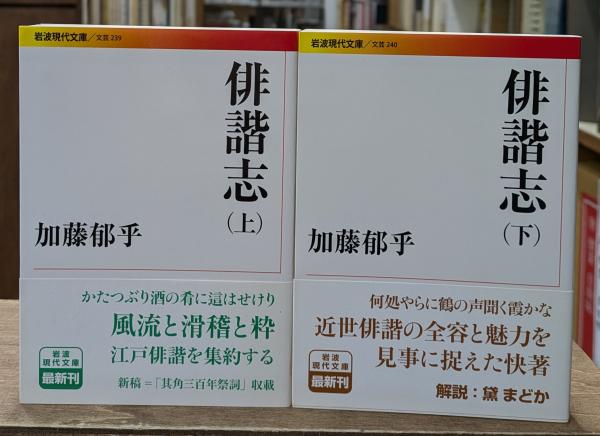 岩波現代文庫/文芸 239
俳諧志
(上)
加藤郁乎
かたつぶり酒の肴に這はせけり
風流と滑稽と粋
江戸俳諧を集約する
新稿=「其角三百年祭詞」収載
岩波
現代文庫
最新刊
岩波現代文庫/文芸 240
俳諧志
(下)
加藤郁乎
何処やらに鶴の声聞く霞かな
近世俳諧の全容と魅力を
見事に捉えた快著
解説:黛 まどか
岩波
現代文庫
最新刊